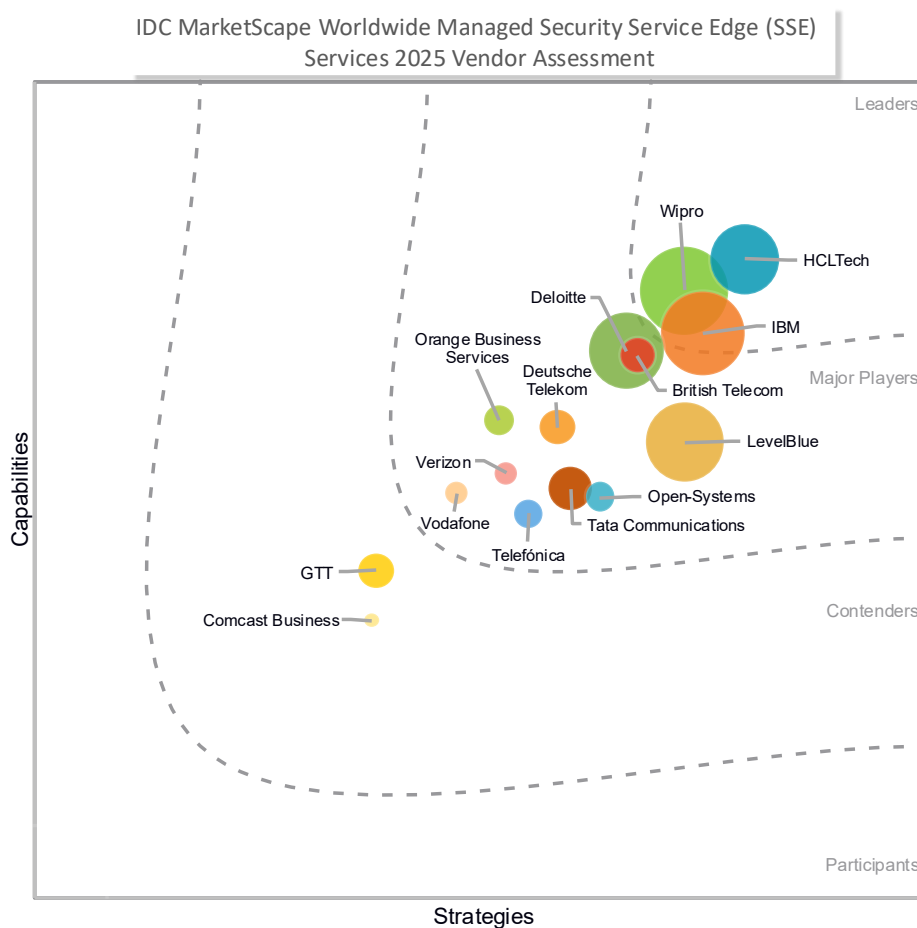 IDC MarketScape Worldwide Managed Security Service Edge (SSE)
Services 2025 Vendor Assessment
Leaders
Wipro
HCLTech
Deloitte
IBM
Orange Business
Services
Deutsche
Telekom
Major Players
British Telecom
LevelBlue
Verizon
Open-Systems
Vodafone
Tata Communications
Capabilities
Telefónica
GTT
Contenders
Comcast Business
Participants
Strategies